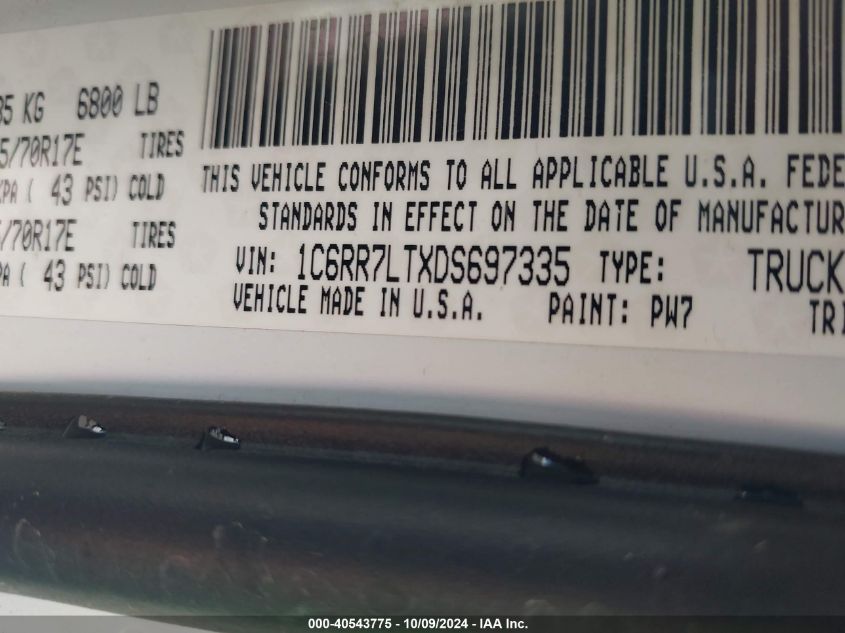 85 KG 6800 LB
5/70R17E TIRES
KPA ( 43 PSI) COLD
/70R17E TIRES
A ( 43 PSI) COLD
THIS VEHICLE CONFORMS TO ALL APPLICABLE U.S.A. FEDE
STANDARDS IN EFFECT ON THE DATE OF MANUFACTUR
VIN: 1C6RR7LTXDS697335 TYPE: TRUCK
VEHICLE MADE IN U.S.A. PAINT: PW7 TRI
000-40543775 - 10/09/2024 - IAA Inc.